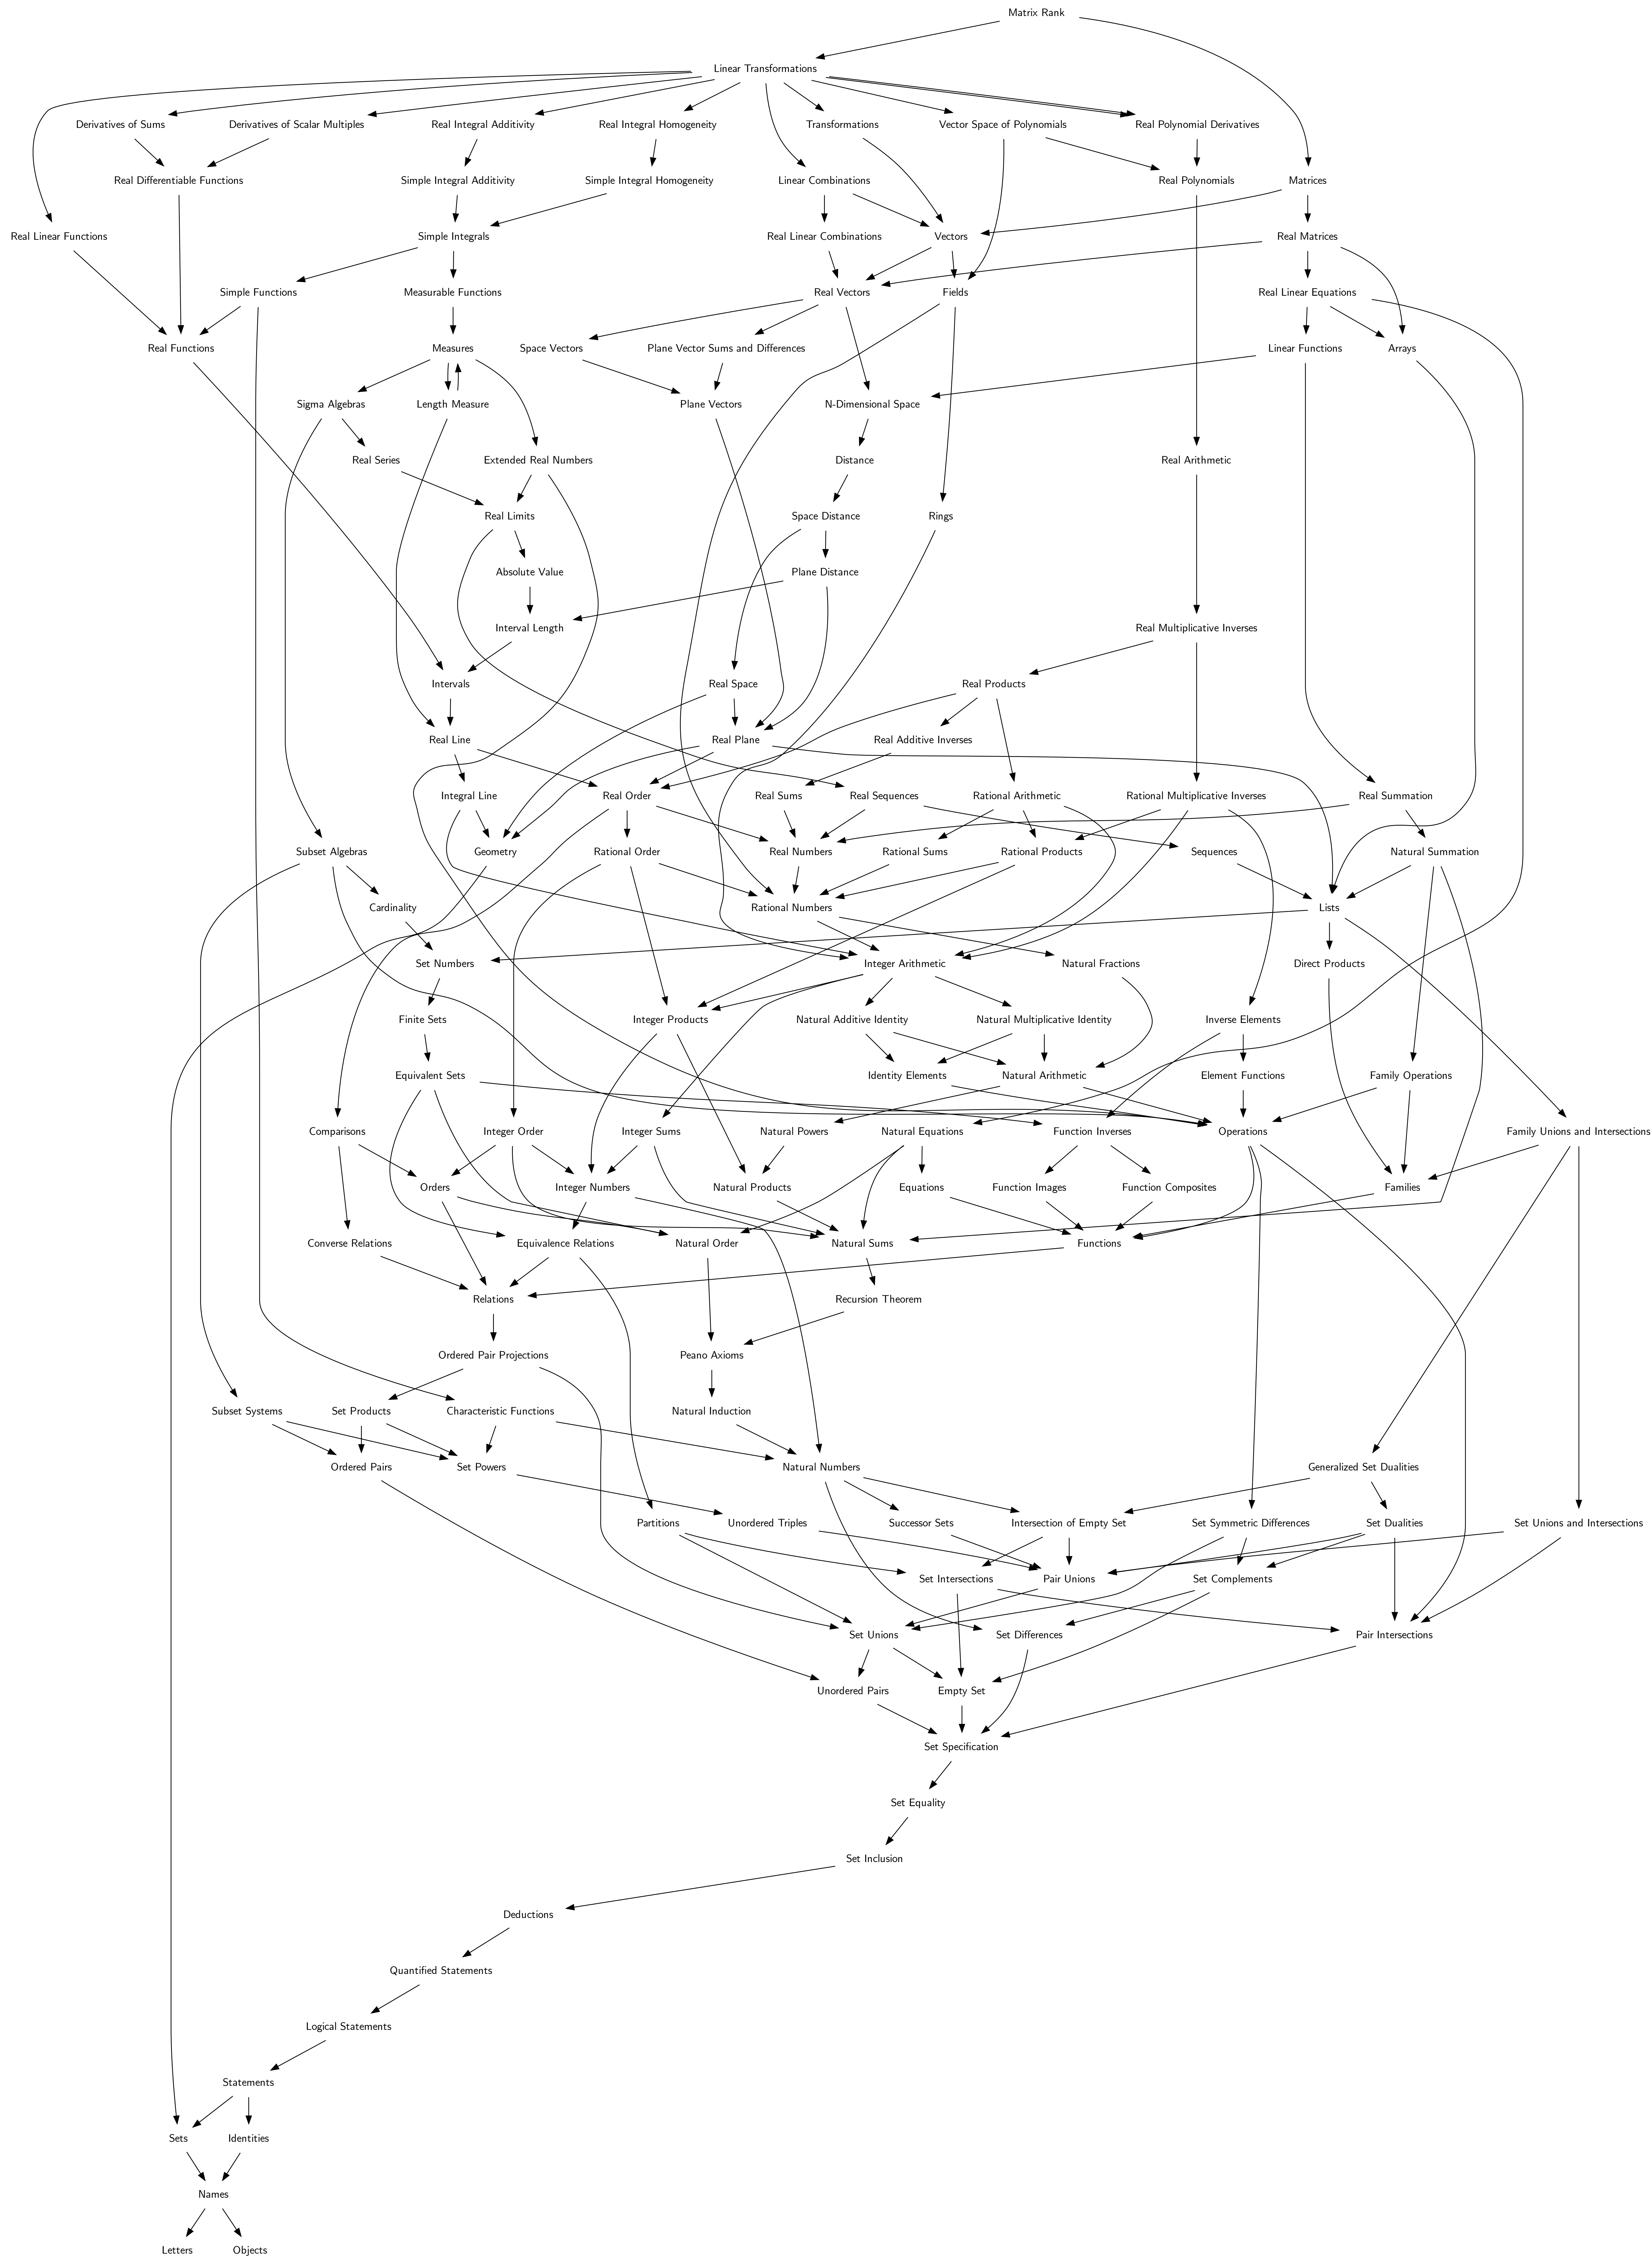 Matrix Rank
Linear Transformations
Derivatives of Sums
Derivatives of Scalar Multiples
Real Integral Additivity
Real Integral Homogeneity
Transformations
Vector Space of Polynomials
Real Polynomial Derivatives
Real Differentiable Functions
Simple Integral Additivity
Simple Integral Homogeneity
Linear Combinations
Real Polynomials
Matrices
Real Linear Functions
Simple Integrals
Real Linear Combinations
Vectors
Real Matrices
Simple Functions
Measurable Functions
Real Vectors
Fields
Real Linear Equations
Real Functions
Measures
Space Vectors
Plane Vector Sums and Differences
Linear Functions
Arrays
Sigma Algebras
Length Measure
Plane Vectors
N-Dimensional Space
Real Series
Extended Real Numbers
Distance
Real Arithmetic
Real Limits
Space Distance
Rings
Absolute Value
Plane Distance
Interval Length
Real Multiplicative Inverses
Intervals
Real Space
Real Products
Real Line
Real Plane
Real Additive Inverses
Integral Line
Real Order
Real Sums
Real Sequences
Rational Arithmetic
Rational Multiplicative Inverses
Real Summation
Subset Algebras
Geometry
Rational Order
Real Numbers
Rational Sums
Rational Products
Sequences
Natural Summation
Cardinality
Rational Numbers
Lists
Set Numbers
Integer Arithmetic
Natural Fractions
Direct Products
Finite Sets
Integer Products
Natural Additive Identity
Natural Multiplicative Identity
Inverse Elements
Equivalent Sets
Identity Elements
Natural Arithmetic
Element Functions
Family Operations
Comparisons
Integer Order
Integer Sums
Natural Powers
Natural Equations
Function Inverses
Operations
Family Unions and Intersections
Orders
Integer Numbers
Natural Products
Equations
Function Images
Function Composites
Families
Converse Relations
Equivalence Relations
Natural Order
Natural Sums
Functions
Relations
Recursion Theorem
Ordered Pair Projections
Peano Axioms
Subset Systems
Set Products
Characteristic Functions
Natural Induction
Ordered Pairs
Set Powers
Natural Numbers
Generalized Set Dualities
Partitions
Unordered Triples
Successor Sets
Intersection of Empty Set
Set Symmetric Differences
Set Dualities
Set Unions and Intersections
Set Intersections
Pair Unions
Set Complements
Set Unions
Set Differences
Pair Intersections
Unordered Pairs
Empty Set
Set Specification
Set Equality
Set Inclusion
Deductions
Quantified Statements
Logical Statements
Statements
Sets
Identities
Names
Letters
Objects